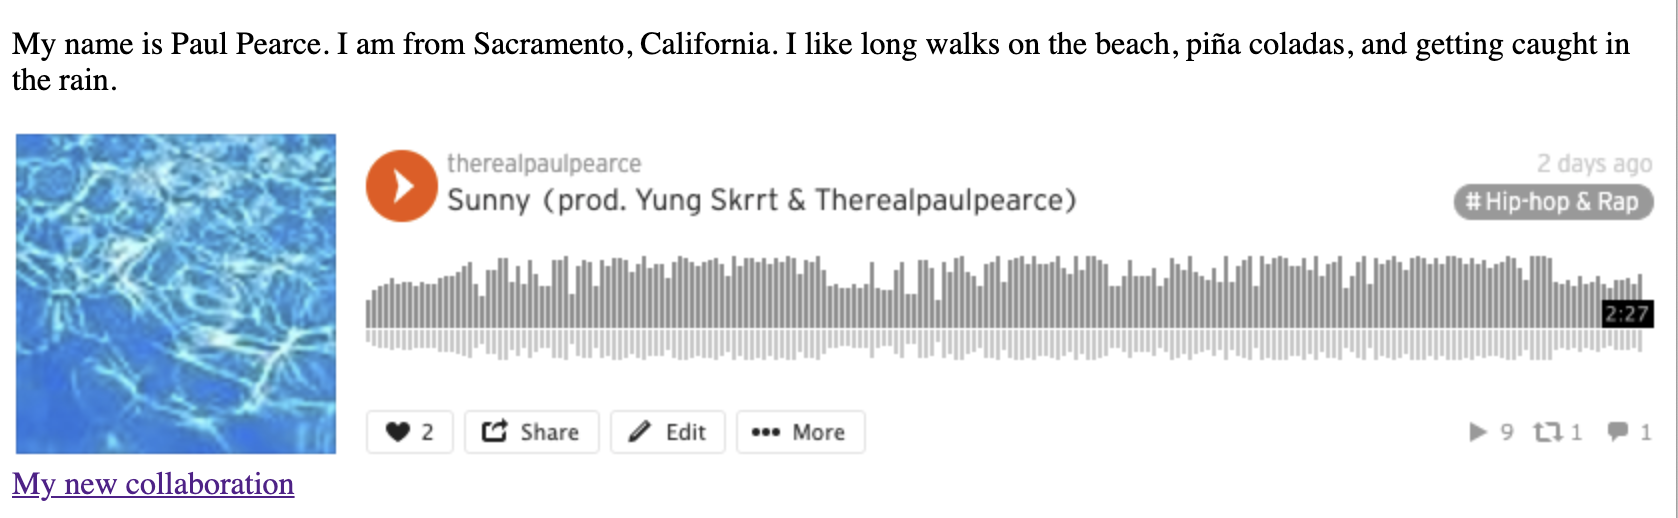 My name is Paul Pearce. I am from Sacramento, California. I like long walks on the beach, piña coladas, and getting caught in
the rain.
therealpaulpearce
2 days ago
Sunny (prod. Yung Skrrt & Therealpaulpearce)
# Hip-hop & Rap
2:27
2
Share
Edit
More
9
1
1
My new collaboration